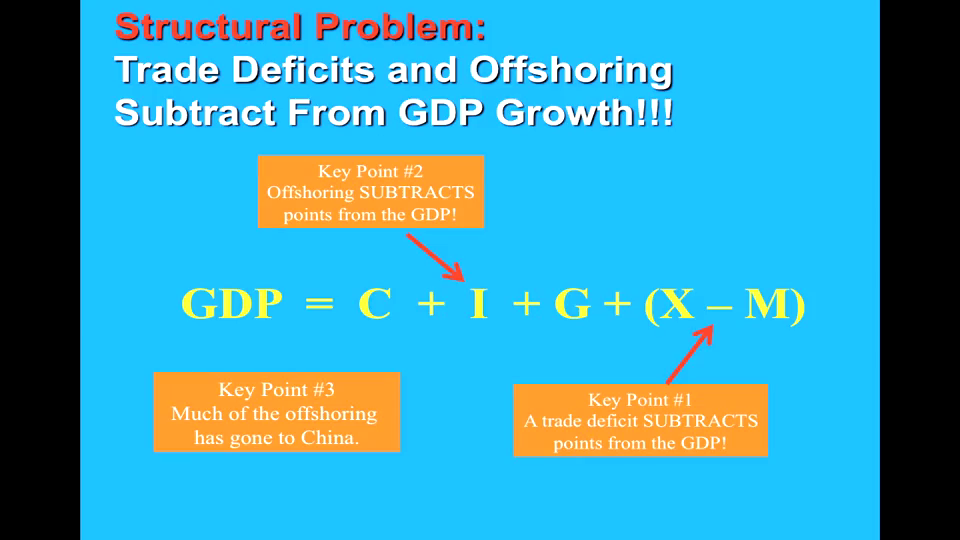 Structural Problem:
Trade Deficits and Offshoring
Subtract From GDP Growth!!!
Key Point #2
Offshoring SUBTRACTS
points from the GDP!
GDP = C + I + G + (X – M)
Key Point #3
Much of the offshoring
has gone to China.
Key Point #1
A trade deficit SUBTRACTS
points from the GDP!